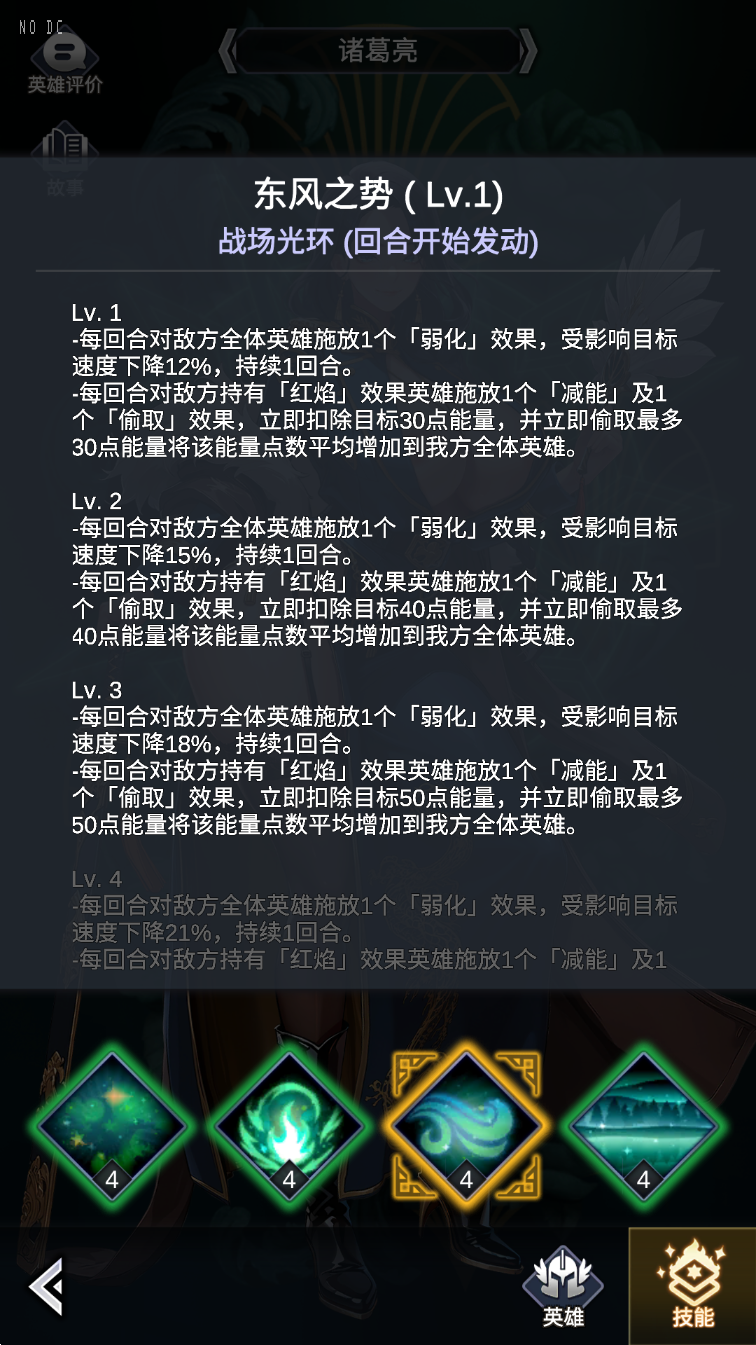 NO DC
英雄评价
诸葛亮
故事
东风之势 ( Lv.1)
战场光环 (回合开始发动)
Lv. 1
-每回合对敌方全体英雄施放1个「弱化」效果，受影响目标
速度下降12%，持续1回合。
-每回合对敌方持有「红焰」效果英雄施放1个「减能」及1
个「偷取」效果，立即扣除目标30点能量，并立即偷取最多
30点能量将该能量点数平均增加到我方全体英雄。
Lv. 2
-每回合对敌方全体英雄施放1个「弱化」效果，受影响目标
速度下降15%，持续1回合。
-每回合对敌方持有「红焰」效果英雄施放1个「减能」及1
个「偷取」效果，立即扣除目标40点能量，并立即偷取最多
40点能量将该能量点数平均增加到我方全体英雄。
Lv. 3
-每回合对敌方全体英雄施放1个「弱化」效果，受影响目标
速度下降18%，持续1回合。
-每回合对敌方持有「红焰」效果英雄施放1个「减能」及1
个「偷取」效果，立即扣除目标50点能量，并立即偷取最多
50点能量将该能量点数平均增加到我方全体英雄。
Lv. 4
-每回合对敌方全体英雄施放1个「弱化」效果，受影响目标
速度下降21%，持续1回合。
-每回合对敌方持有「红焰」效果英雄施放1个「减能」及1
4
4
4
4
英雄
技能